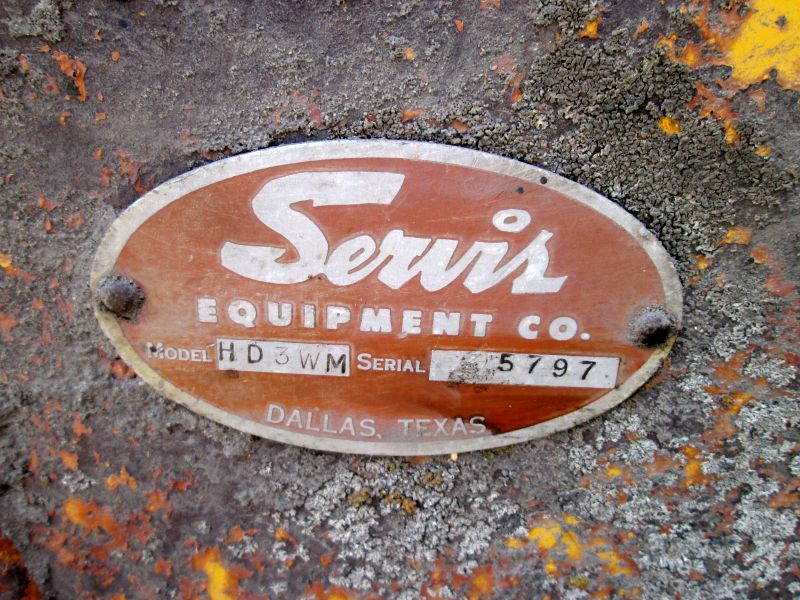 Servis
EQUIPMENT CO.
MODEL HD3WM SERIAL 5797
DALLAS, TEXAS